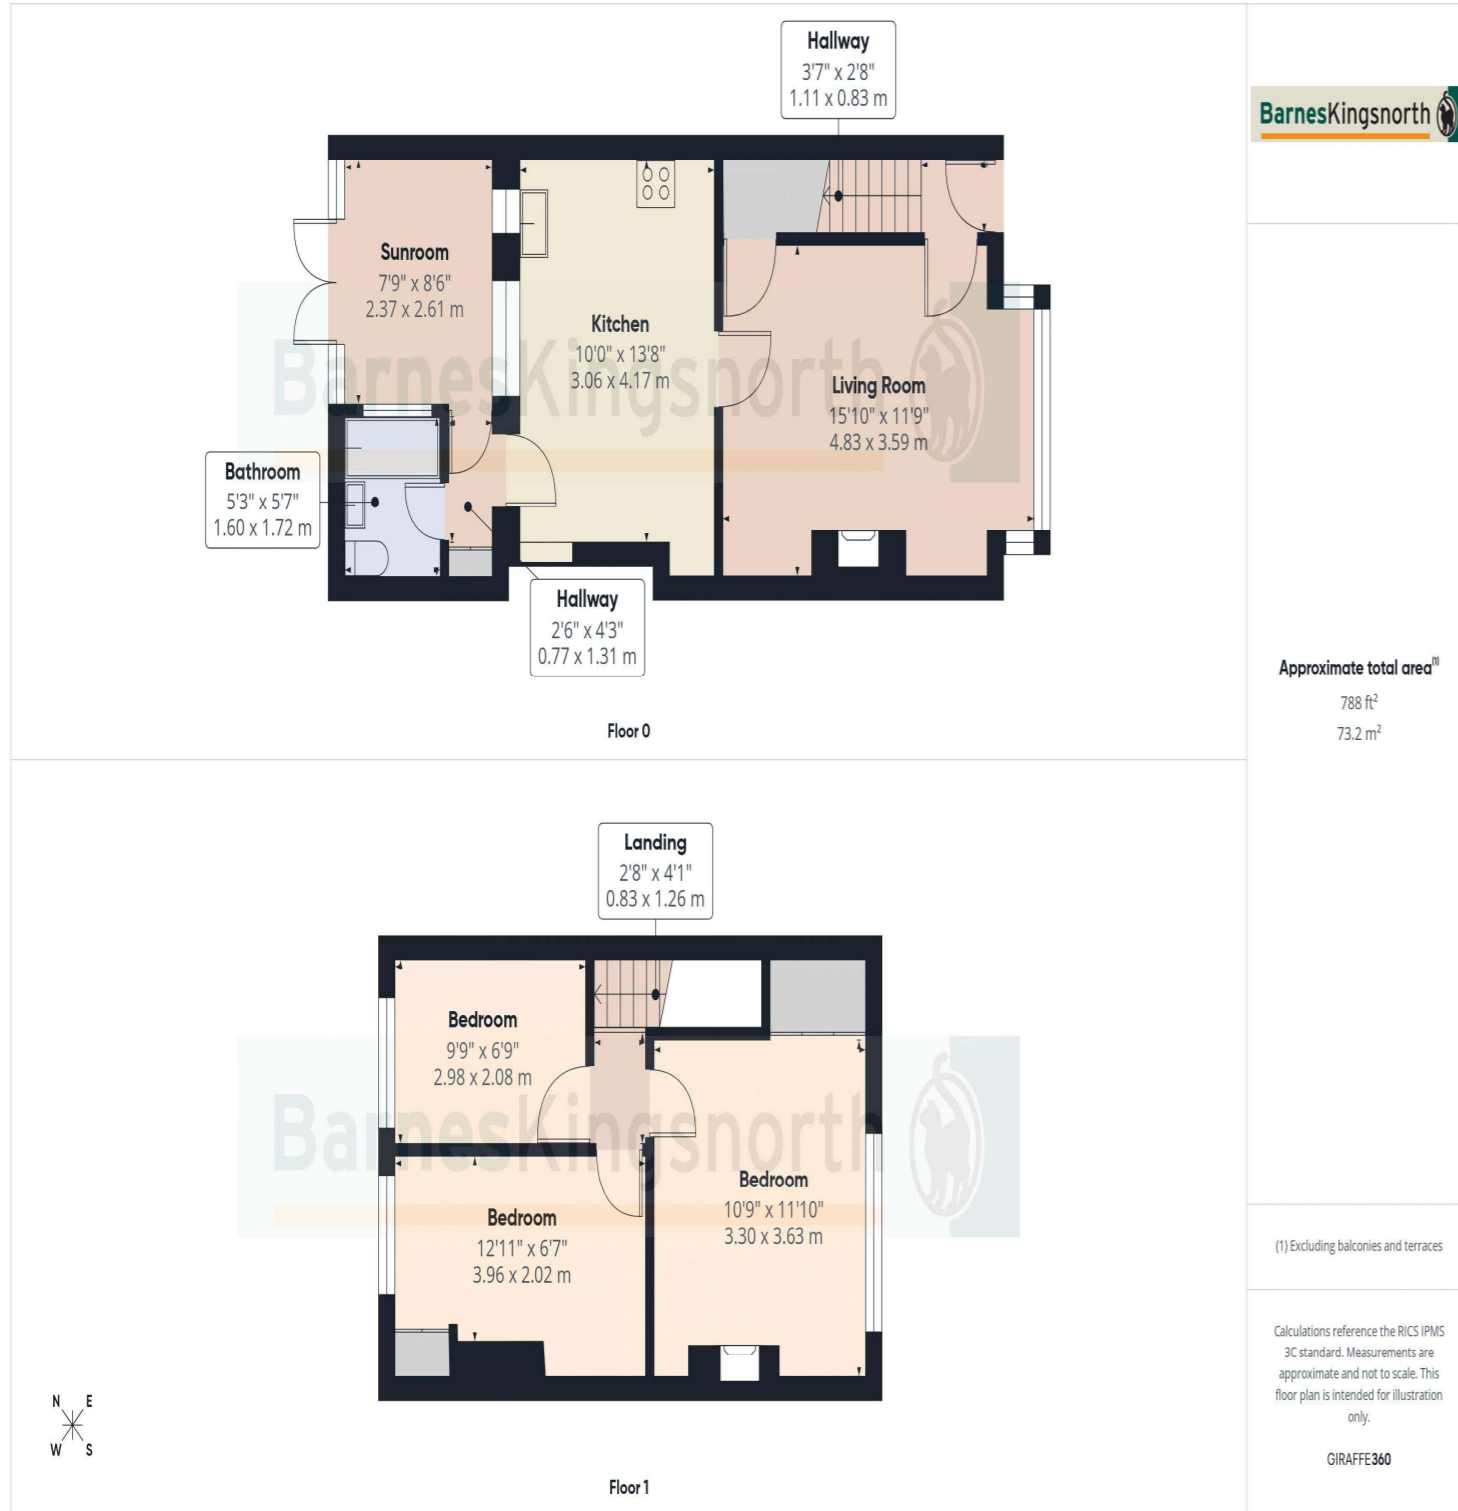 Hallway
3'7" x 2'8"
1.11 x 0.83 m
BarnesKingsnorth
Sunroom
7'9" x 8'6"
2.37 x 2.61 m
Kitchen
10'0" x 13'8"
3.06 x 4.17 m
Living Room
15'10" x 11'9"
4.83 x 3.59 m
BarnesKingsnorth
Bathroom
5'3" x 5'7"
1.60 x 1.72 m
Hallway
2'6" x 4'3"
0.77 x 1.31 m
Floor 0
Approximate total area(1)
788 ft²
73.2 m²
Landing
2'8" x 4'1"
0.83 x 1.26 m
Bedroom
9'9" x 6'9"
2.98 x 2.08 m
BarnesKingsnorth
Bedroom
12'11" x 6'7"
3.96 x 2.02 m
Bedroom
10'9" x 11'10"
3.30 x 3.63 m
N E
W S
Floor 1
(1) Excluding balconies and terraces
Calculations reference the RICS IPMS
3C standard. Measurements are
approximate and not to scale. This
floor plan is intended for illustration
only.
GIRAFFE360